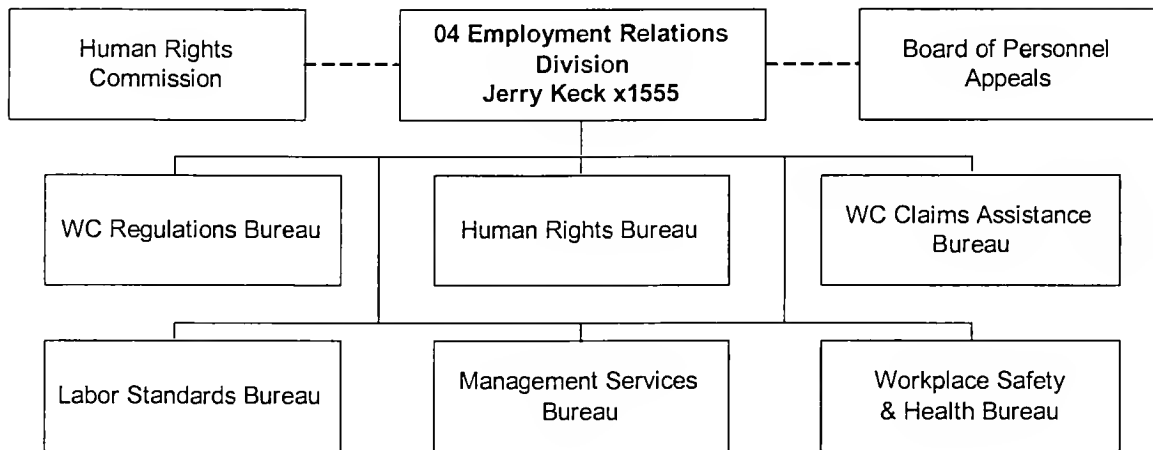 Human Rights
Commission
04 Employment Relations
Division
Jerry Keck x1555
Board of Personnel
Appeals
WC Regulations Bureau
Human Rights Bureau
WC Claims Assistance
Bureau
Labor Standards Bureau
Management Services
Bureau
Workplace Safety
& Health Bureau